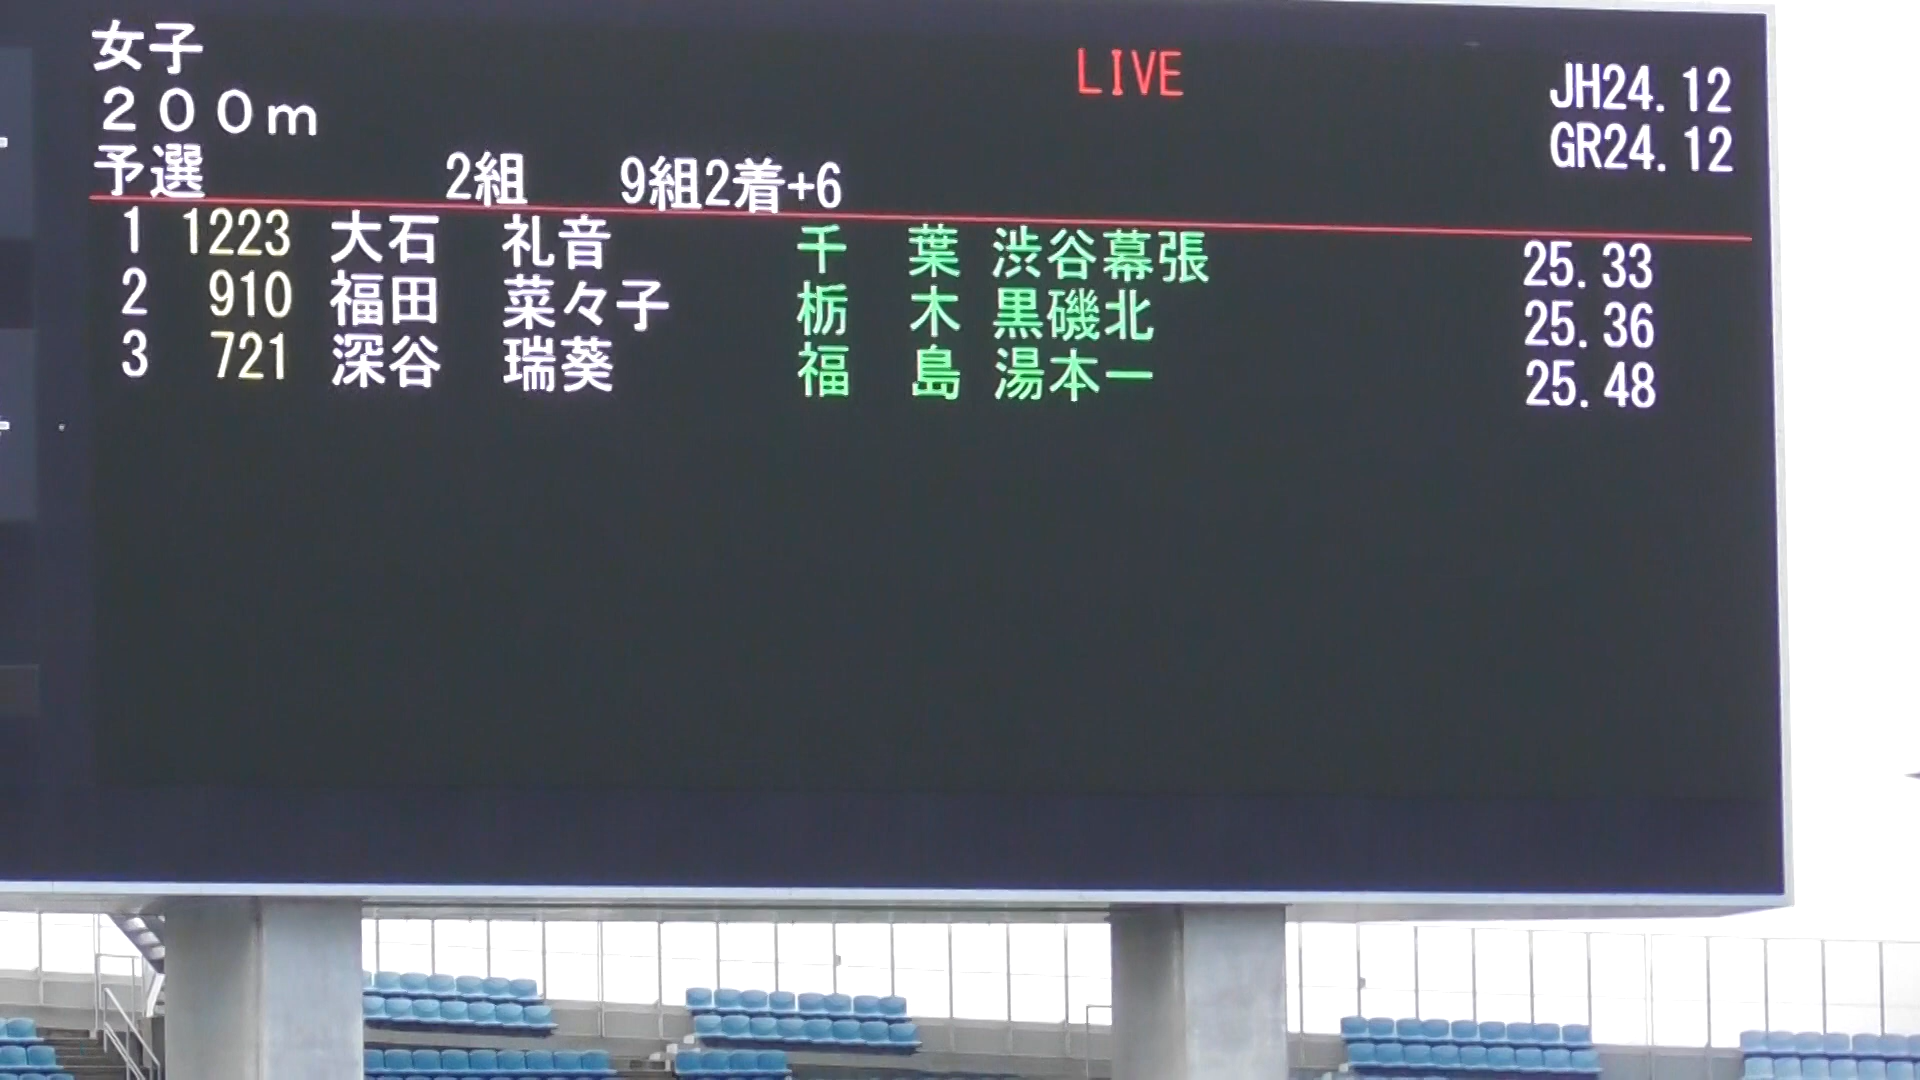 女子
２００ｍ
LIVE
JH24.12
GR24.12
予選 2組 9組2着+6
1 1223 大石 礼音 千 葉 渋谷幕張 25.33
2 910 福田 菜々子 栃 木 黒磯北 25.36
3 721 深谷 瑞葵 福 島 湯本一 25.48